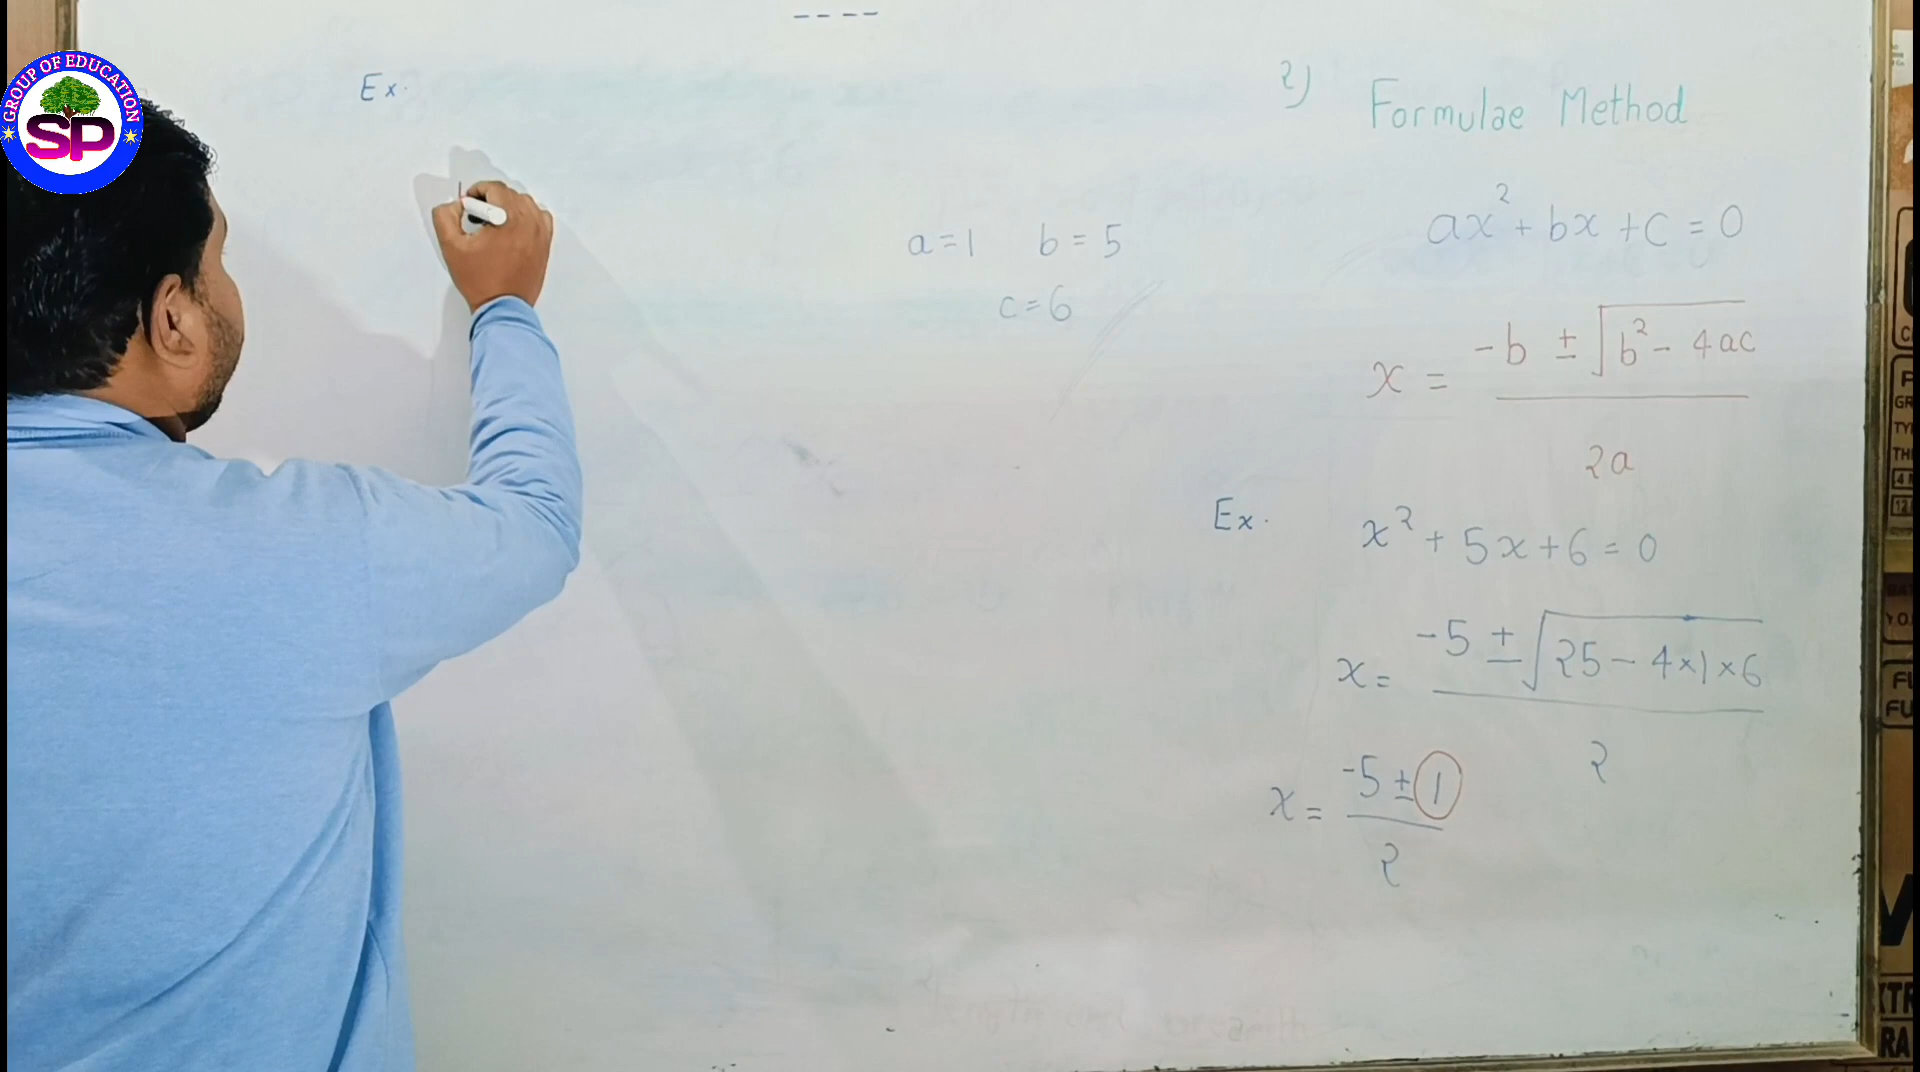 GROUP OF EDUCATION
SP
----
Ex.
a=1 b=5
c=6
2) Formulae Method
ax²+bx+c=0
x = -b ± √b²- 4ac
2a
Ex. x²+5x+6=0
x= -5 ± √25-4×1×6
2
x= -5±1
2